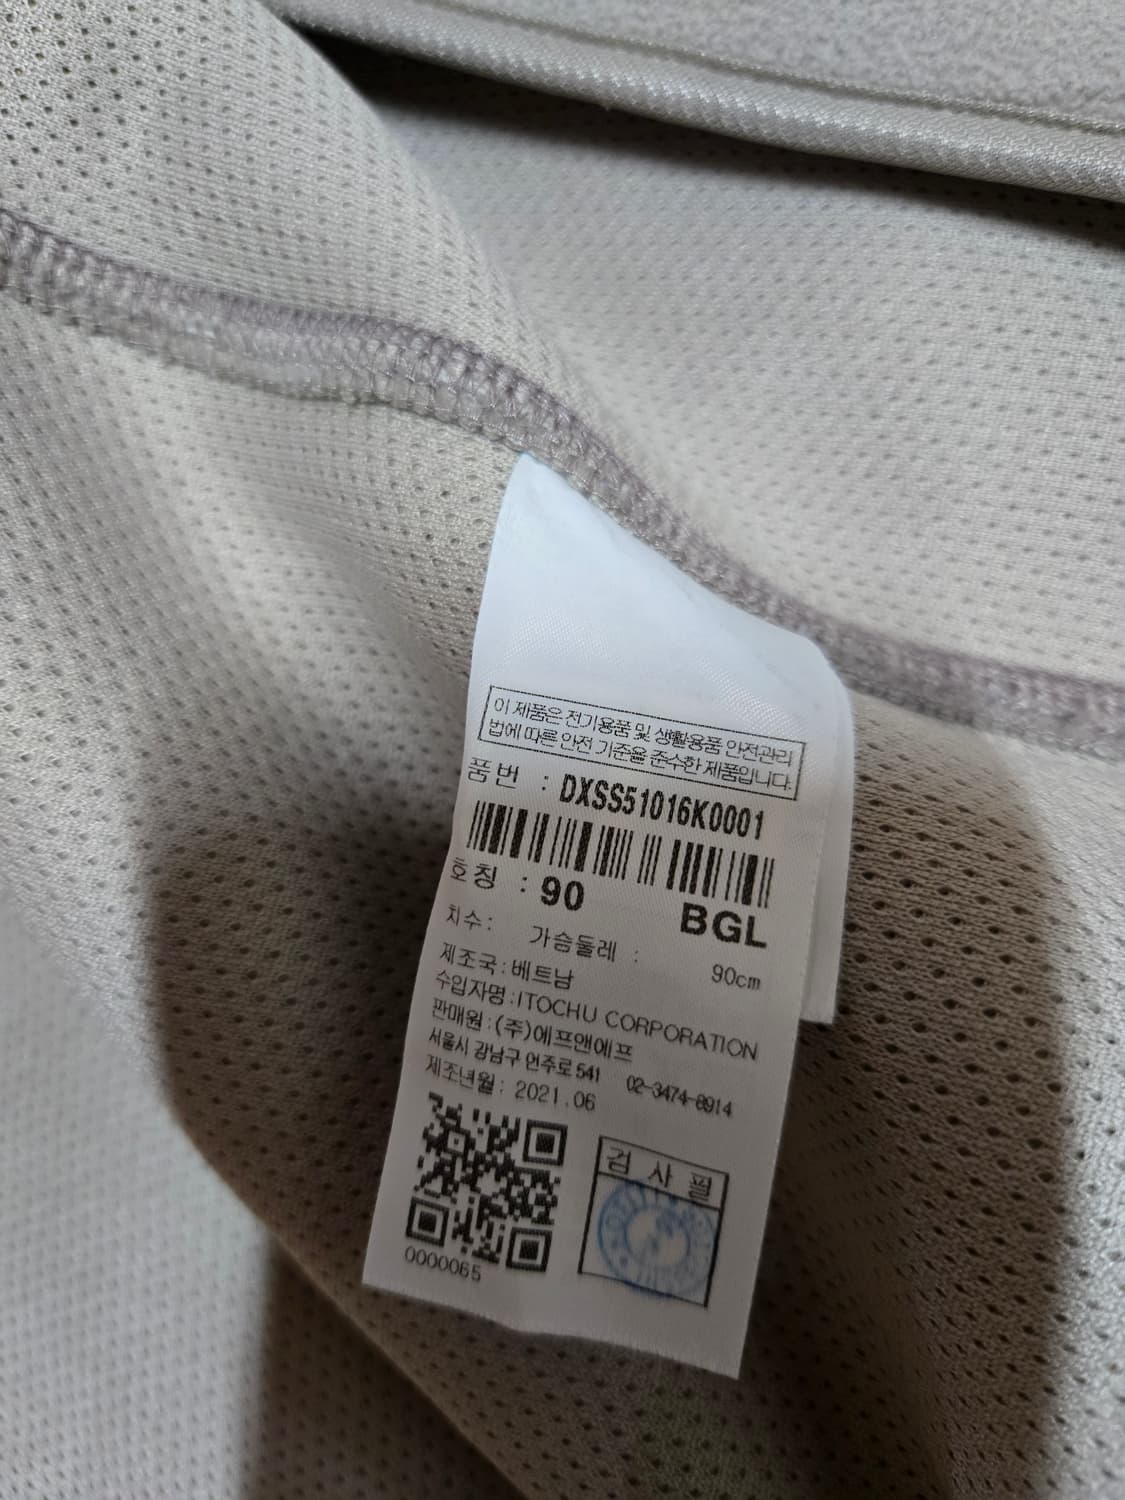 이 제품은 전기용품 및 생활용품 안전관리
법에 따른 안전 기준을 준수한 제품입니다.
품번 : DXSS51016K0001
호칭 : 90 BGL
치수: 가슴둘레 : 90cm
제조국:베트남
수입자명:ITOCHU CORPORATION
판매원:(주)에프앤에프
서울시 강남구 언주로 541 02-3474-8914
제조년월: 2021.06
검사필
0000065